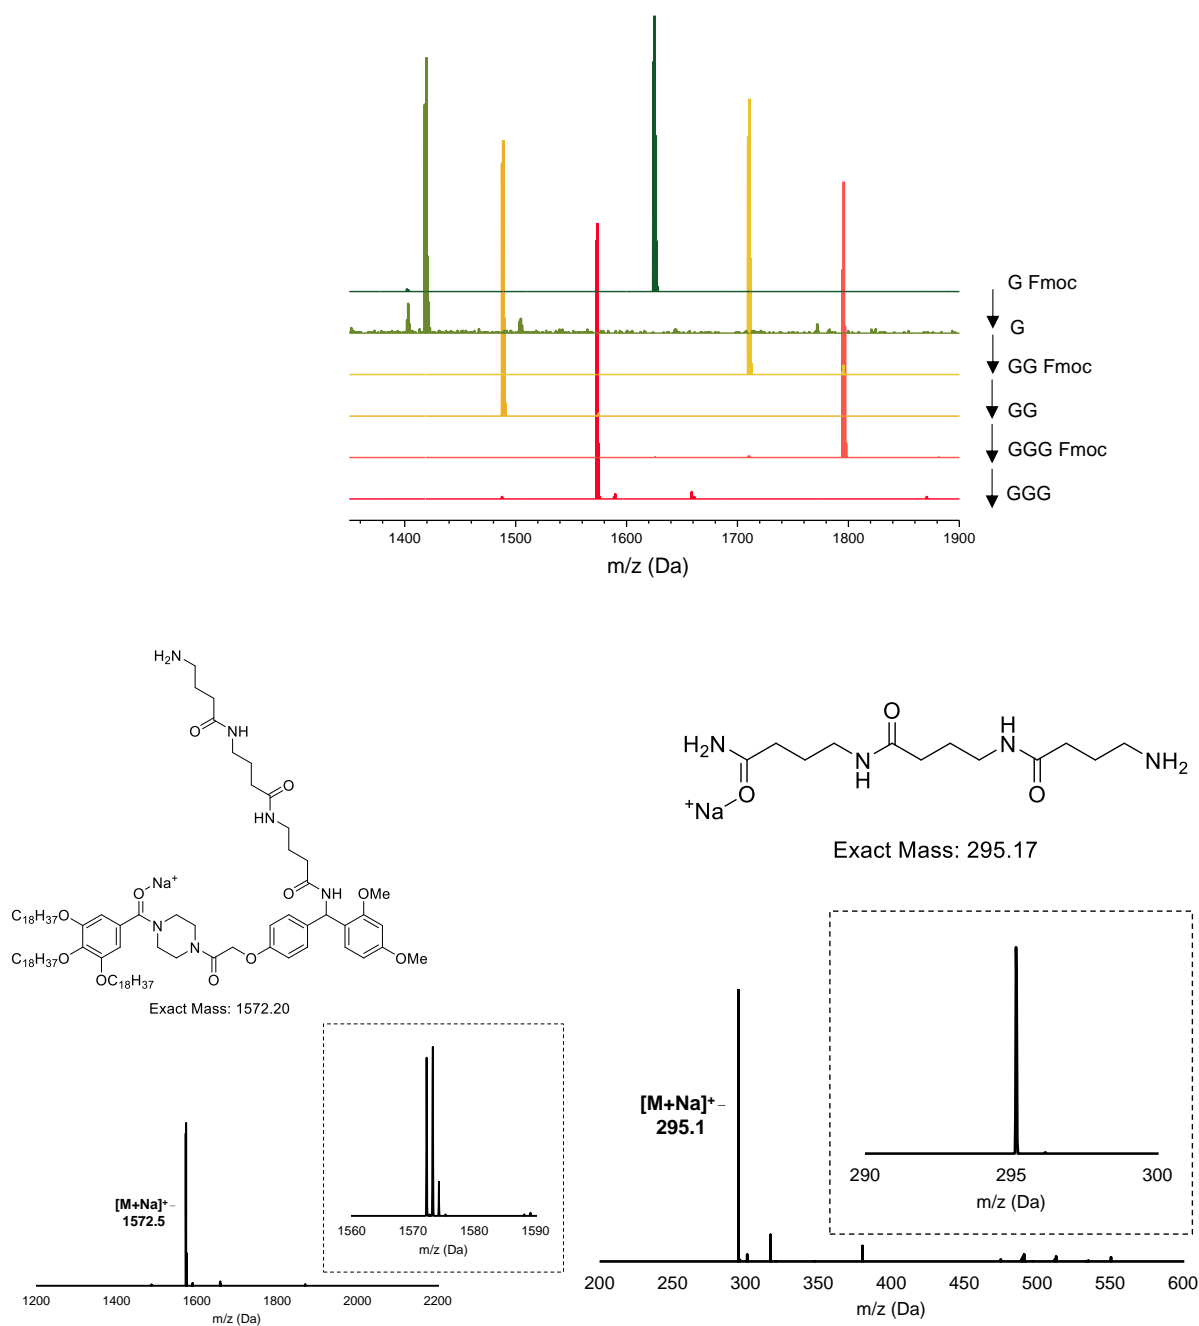 G Fmoc
G
GG Fmoc
GG
GGG Fmoc
GGG
1400 1500 1600 1700 1800 1900
m/z (Da)
H₂N
O NH
O
HN
O NH OMe
Na⁺
O
C₁₈H₃₇O N
C₁₈H₃₇O N O OMe
OC₁₈H₃₇ O
Exact Mass: 1572.20
[M+Na]⁺
1572.5
1560 1570 1580 1590
m/z (Da)
1200 1400 1600 1800 2000 2200
m/z (Da)
O H
H₂N N
O N NH₂
⁺Na H O
Exact Mass: 295.17
[M+Na]⁺
295.1
290 295 300
m/z (Da)
200 250 300 350 400 450 500 550 600
m/z (Da)